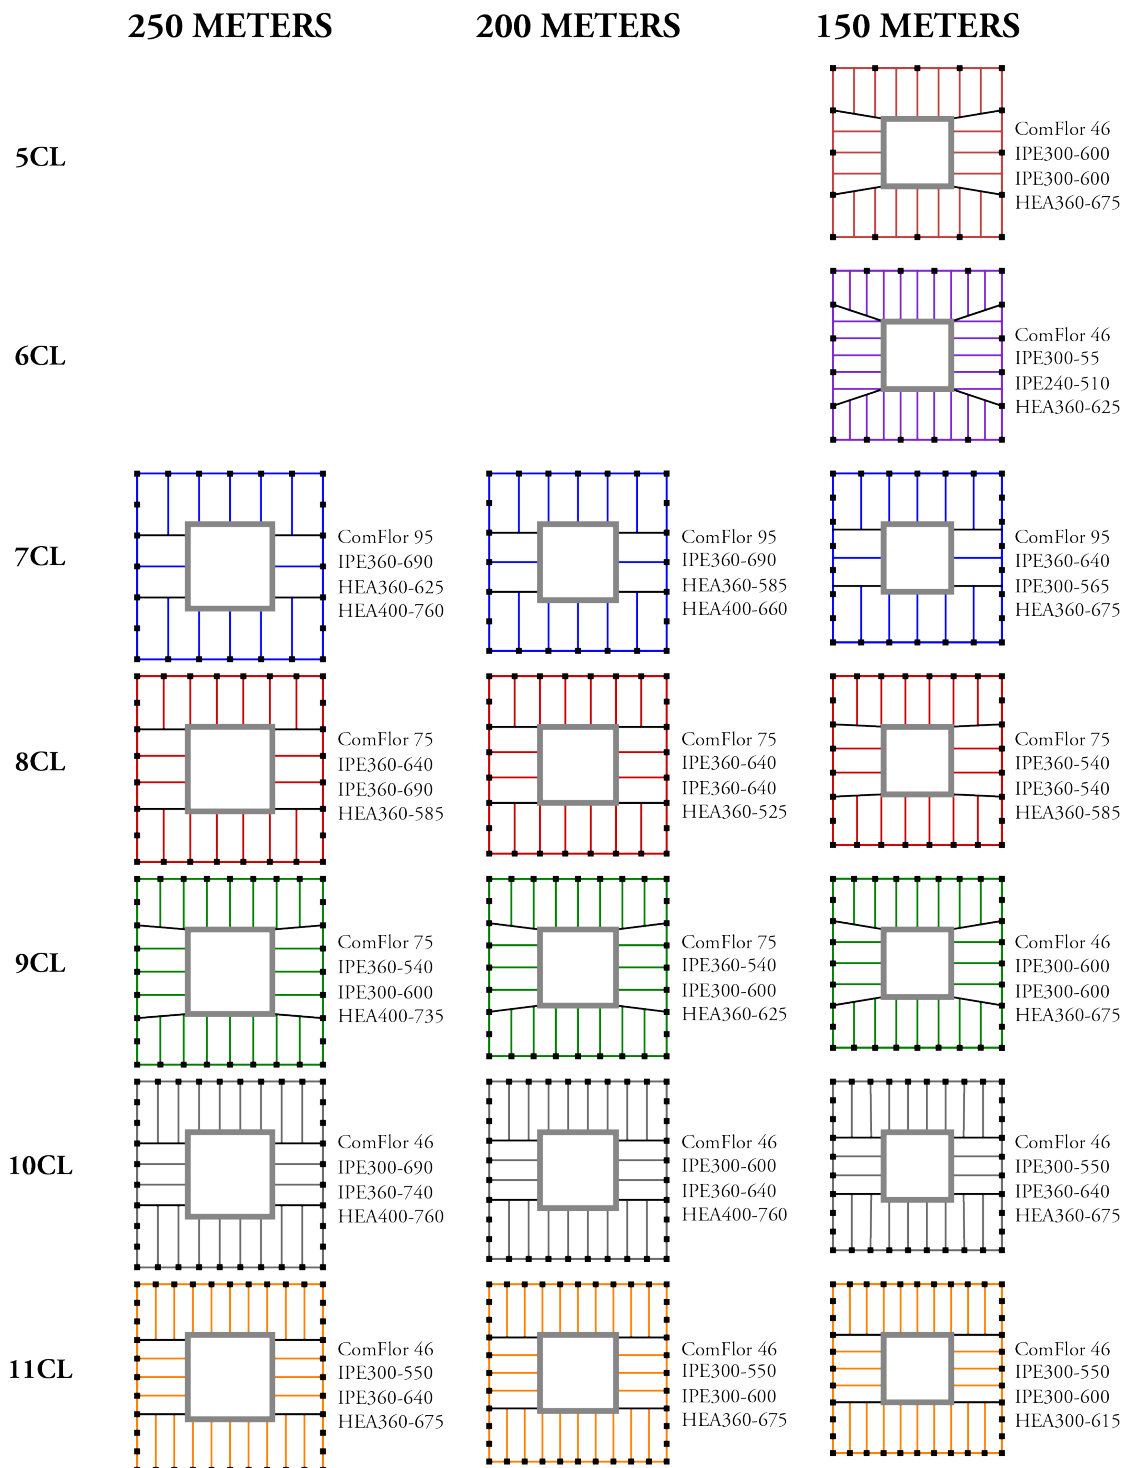 250 METERS 200 METERS 150 METERS
5CL
ComFlor 46
IPE300-600
IPE300-600
HEA360-675
6CL
ComFlor 46
IPE300-55
IPE240-510
HEA360-625
7CL
ComFlor 95
IPE360-690
HEA360-625
HEA400-760
ComFlor 95
IPE360-690
HEA360-585
HEA400-660
ComFlor 95
IPE360-640
IPE300-565
HEA360-675
8CL
ComFlor 75
IPE360-640
IPE360-690
HEA360-585
ComFlor 75
IPE360-640
IPE360-640
HEA360-525
ComFlor 75
IPE360-540
IPE360-540
HEA360-585
9CL
ComFlor 75
IPE360-540
IPE300-600
HEA400-735
ComFlor 75
IPE360-540
IPE300-600
HEA360-625
ComFlor 46
IPE300-600
IPE300-600
HEA360-675
10CL
ComFlor 46
IPE300-690
IPE360-740
HEA400-760
ComFlor 46
IPE300-600
IPE360-640
HEA400-760
ComFlor 46
IPE300-550
IPE360-640
HEA360-675
11CL
ComFlor 46
IPE300-550
IPE360-640
HEA360-675
ComFlor 46
IPE300-550
IPE300-600
HEA360-675
ComFlor 46
IPE300-550
IPE300-600
HEA300-615